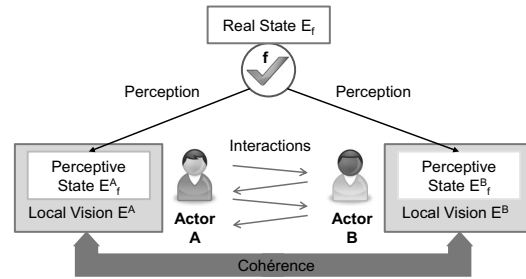 Real State E_f
f
Perception
Perception
Interactions
Perceptive
State E^A_f
Local Vision E^A
Actor
A
Actor
B
Perceptive
State E^B_f
Local Vision E^B
Cohérence